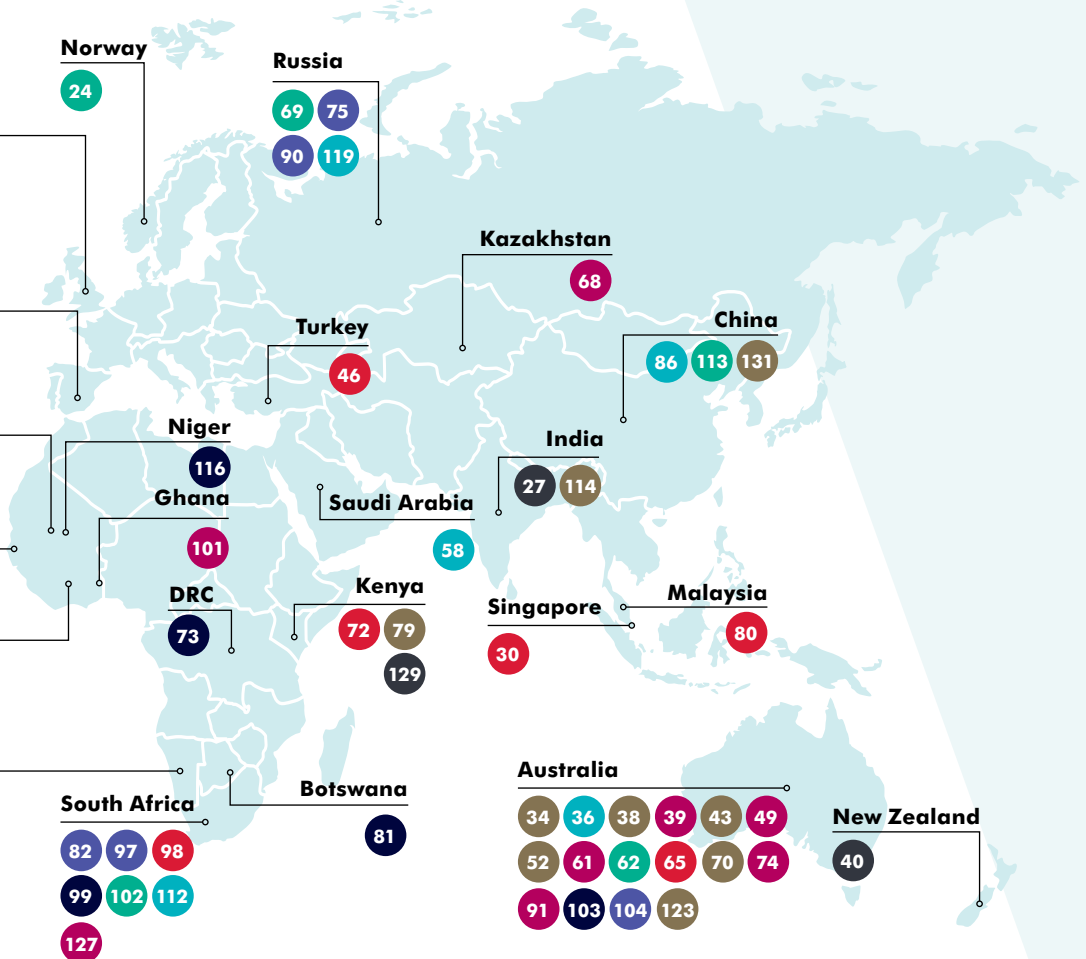 Norway
24
Russia
69 75
90 119
Kazakhstan
68
China
86 113 131
Turkey
46
Niger
116
India
27 114
Ghana
101
Saudi Arabia
58
DRC
73
Kenya
72 79
129
Singapore
30
Malaysia
80
South Africa
82 97 98
99 102 112
127
Botswana
81
Australia
34 36 38 39 43 49
52 61 62 65 70 74
91 103 104 123
New Zealand
40